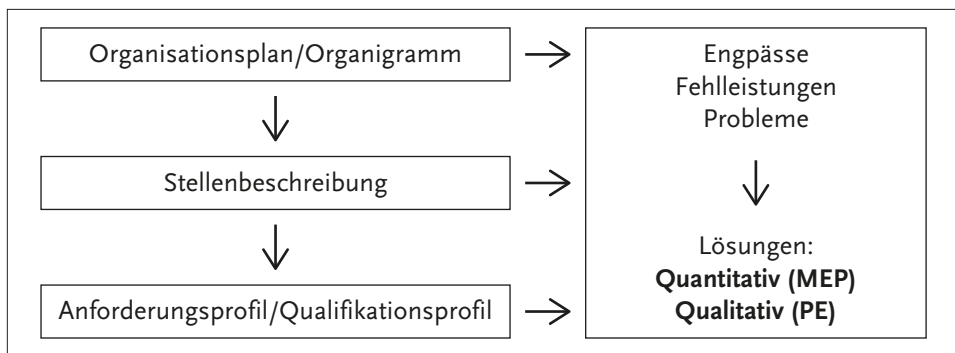 Organisationsplan/Organigramm
Stellenbeschreibung
Anforderungsprofil/Qualifikationsprofil
Engpässe
Fehlleistungen
Probleme
Lösungen:
Quantitativ (MEP)
Qualitativ (PE)